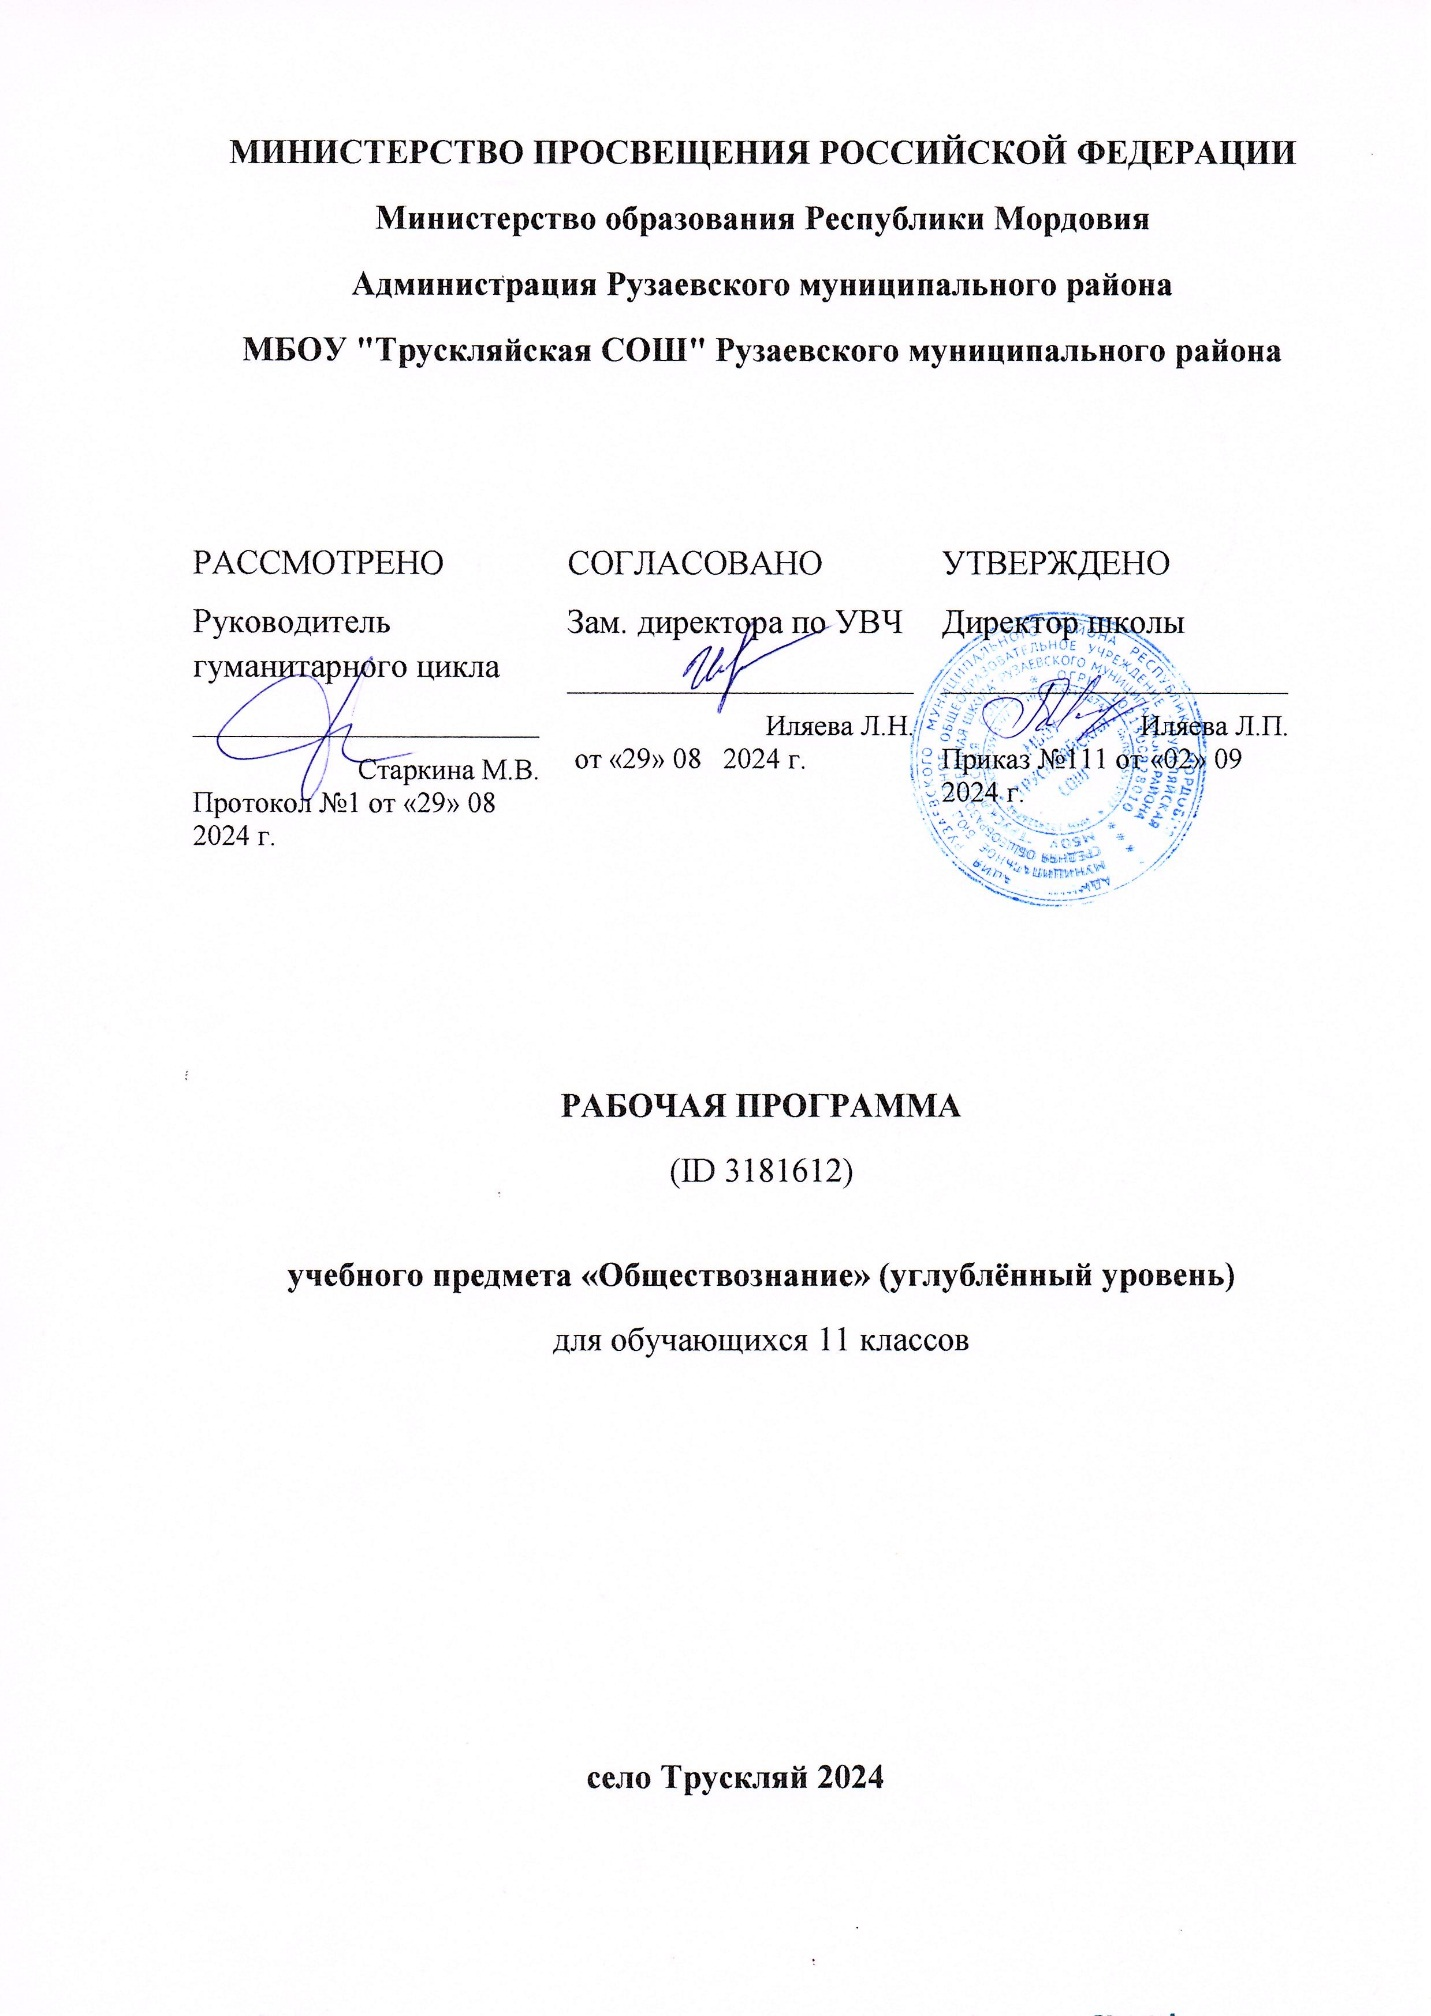 МИНИСТЕРСТВО ПРОСВЕЩЕНИЯ РОССИЙСКОЙ ФЕДЕРАЦИИ
Министерство образования Республики Мордовия
Администрация Рузаевского муниципального района
МБОУ "Трускляйская СОШ" Рузаевского муниципального района
РАССМОТРЕНО
Руководитель
гуманитарного цикла
Старкина М.В.
Протокол №1 от «29» 08
2024 г.
СОГЛАСОВАНО
Зам. директора по УВЧ
Иляева Л.Н.
от «29» 08 2024 г.
УТВЕРЖДЕНО
Директор школы
Иляева Л.П.
Приказ №111 от «02» 09
2024 г.
РАБОЧАЯ ПРОГРАММА
(ID 3181612)
учебного предмета «Обществознание» (углублённый уровень)
для обучающихся 11 классов
село Трускляй 2024